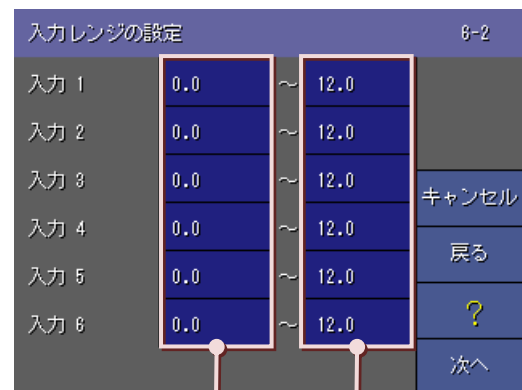 入力レンジの設定 6-2
入力 1 0.0 ～ 12.0
入力 2 0.0 ～ 12.0
入力 3 0.0 ～ 12.0
入力 4 0.0 ～ 12.0
入力 5 0.0 ～ 12.0
入力 6 0.0 ～ 12.0
キャンセル
戻る
?
次へ